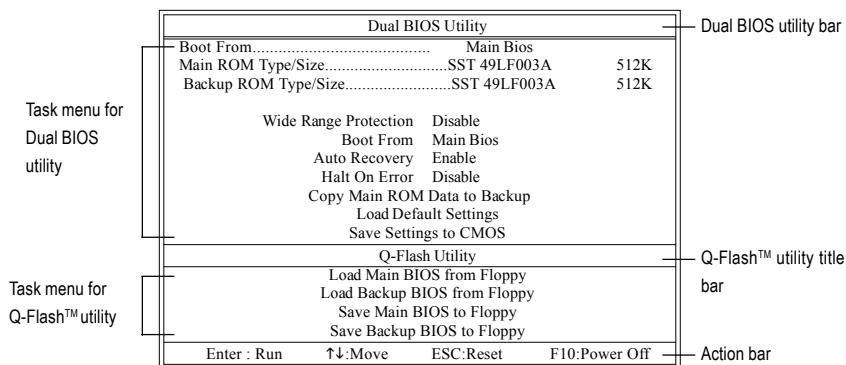 Dual BIOS Utility
Dual BIOS utility bar
Boot From........................................ Main Bios
Main ROM Type/Size............................SST 49LF003A 512K
Backup ROM Type/Size........................SST 49LF003A 512K
Task menu for
Dual BIOS
utility
Wide Range Protection Disable
Boot From Main Bios
Auto Recovery Enable
Halt On Error Disable
Copy Main ROM Data to Backup
Load Default Settings
Save Settings to CMOS
Q-Flash Utility
Q-Flash™ utility title
bar
Task menu for
Q-Flash™ utility
Load Main BIOS from Floppy
Load Backup BIOS from Floppy
Save Main BIOS to Floppy
Save Backup BIOS to Floppy
Enter : Run ↑↓:Move ESC:Reset F10:Power Off
Action bar